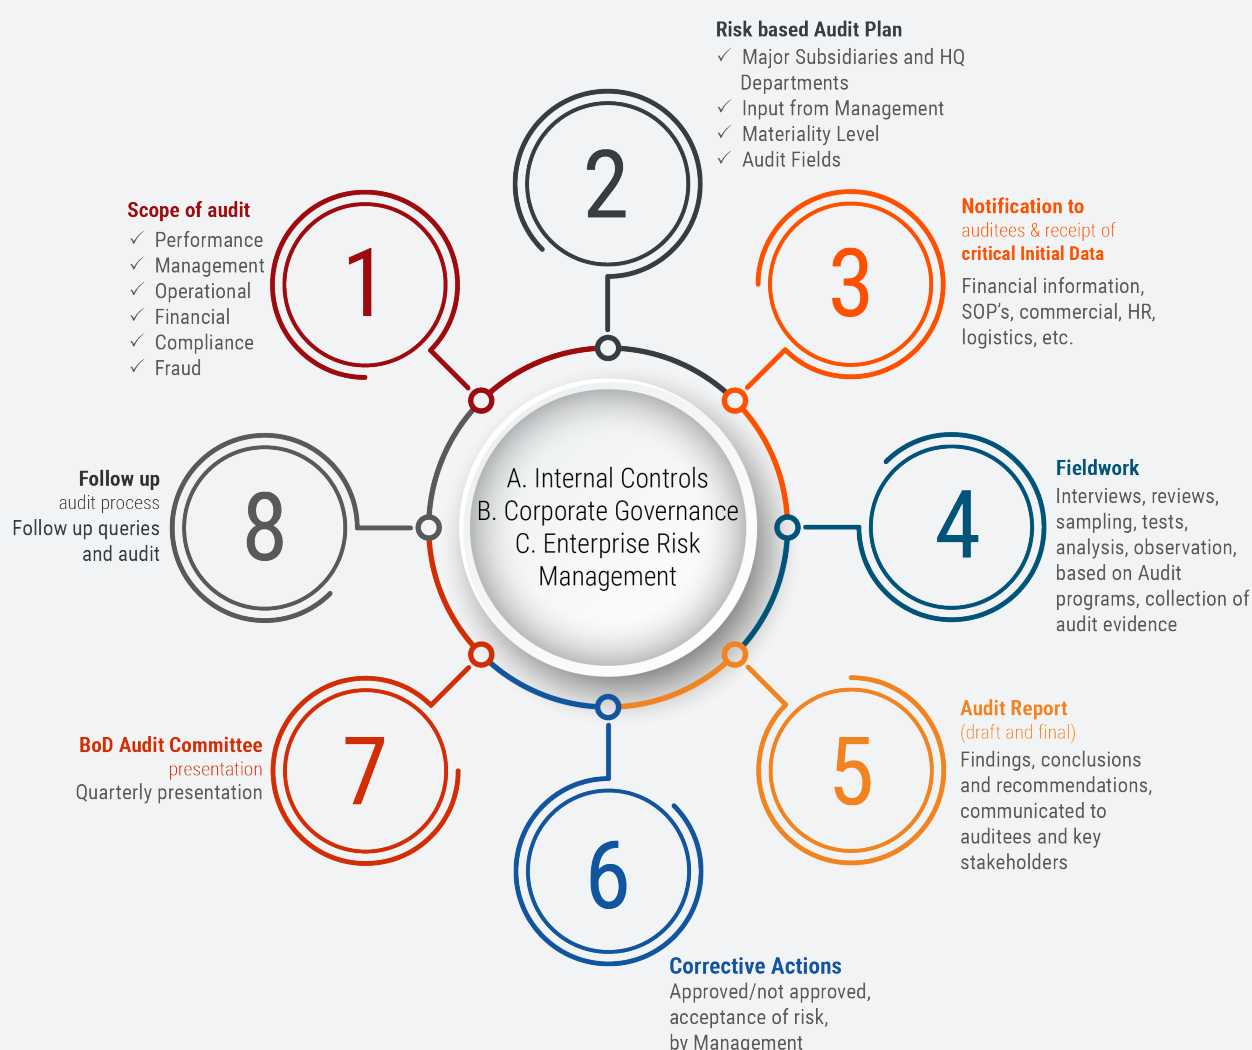 Scope of audit
✓ Performance
✓ Management
✓ Operational
✓ Financial
✓ Compliance
✓ Fraud
1
Risk based Audit Plan
✓ Major Subsidiaries and HQ
Departments
✓ Input from Management
✓ Materiality Level
✓ Audit Fields
2
Notification to
auditees & receipt of
critical Initial Data
Financial information,
SOP's, commercial, HR,
logistics, etc.
3
Fieldwork
Interviews, reviews,
sampling, tests,
analysis, observation,
based on Audit
programs, collection of
audit evidence
4
Audit Report
(draft and final)
Findings, conclusions
and recommendations,
communicated to
auditees and key
stakeholders
5
Corrective Actions
Approved/not approved,
acceptance of risk,
by Management
6
BoD Audit Committee
presentation
Quarterly presentation
7
Follow up
audit process
Follow up queries
and audit
8
A. Internal Controls
B. Corporate Governance
C. Enterprise Risk
Management